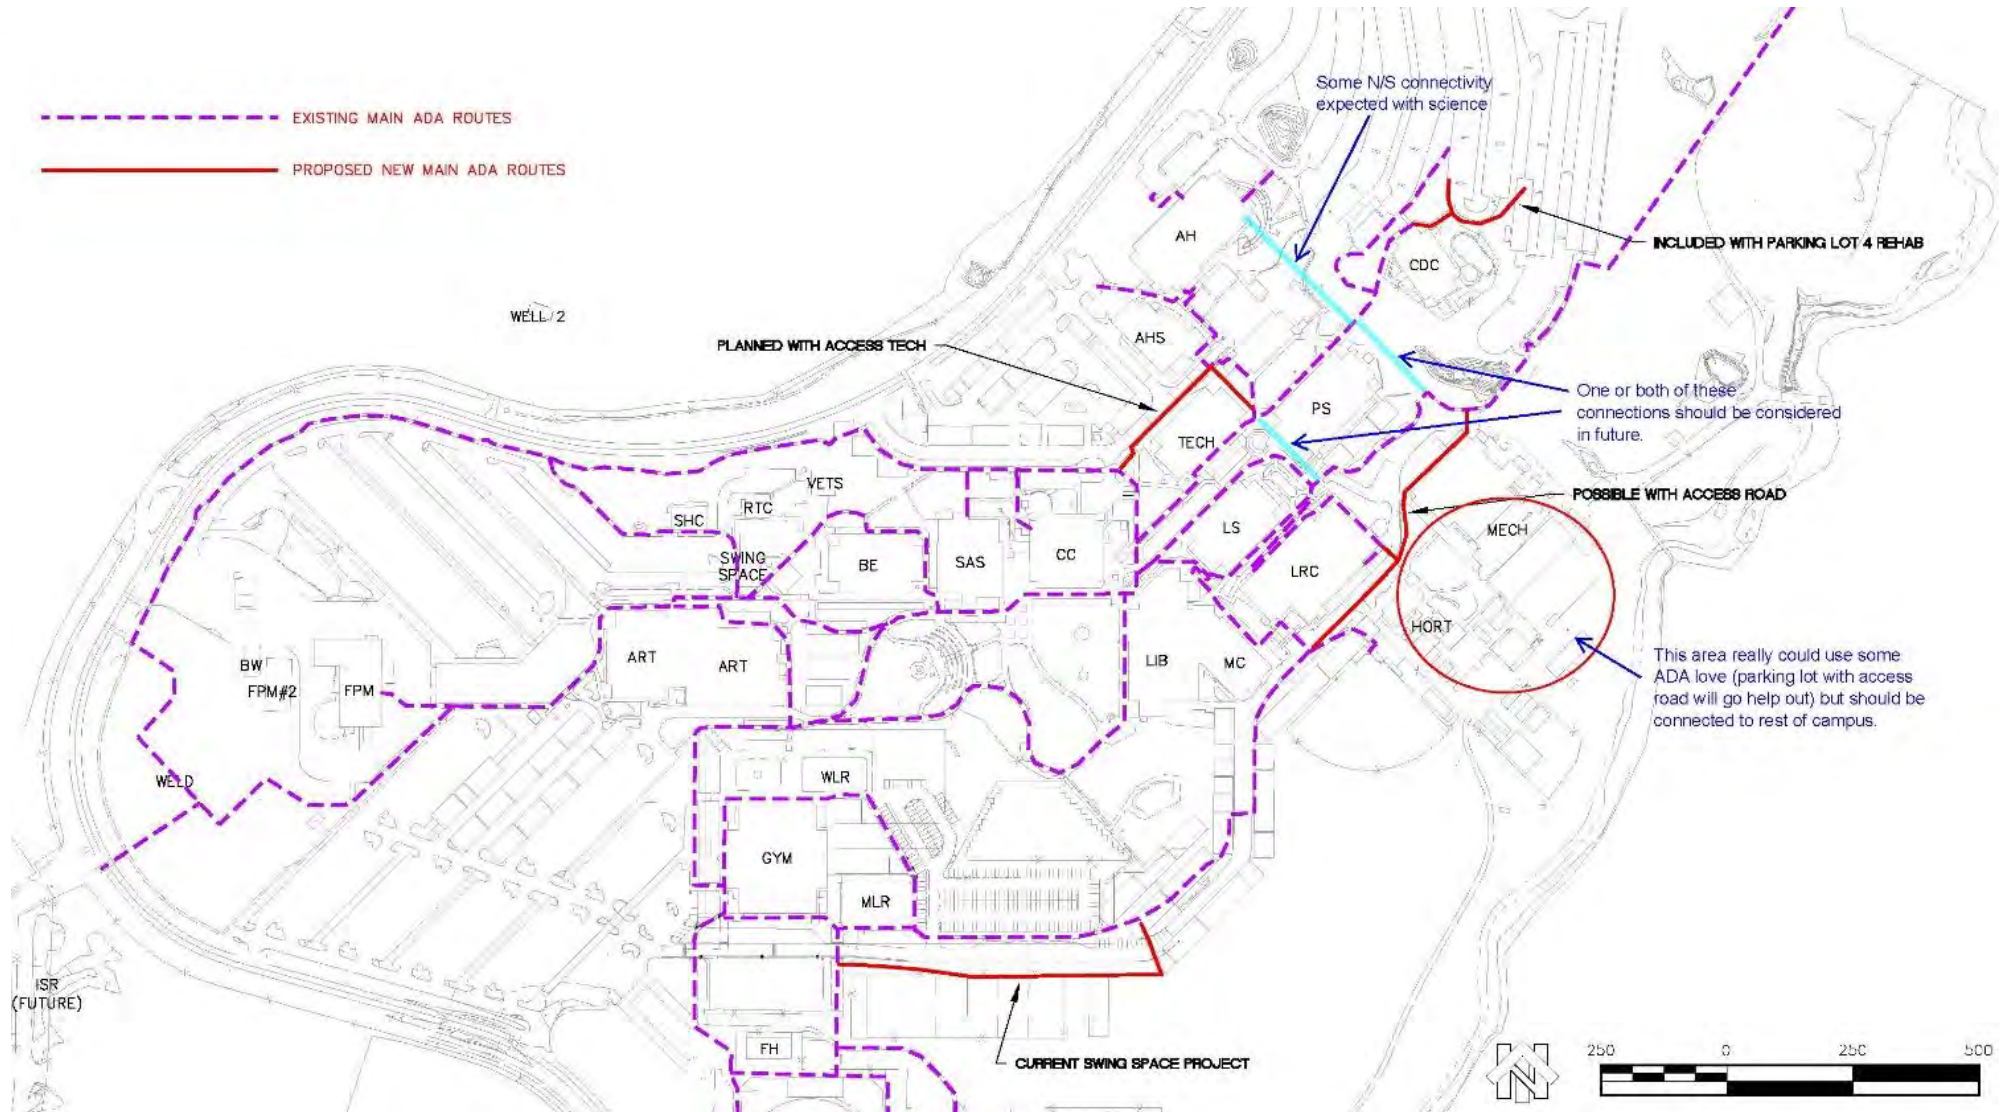 EXISTING MAIN ADA ROUTES
PROPOSED NEW MAIN ADA ROUTES
Some N/S connectivity
expected with science
AH
CDC
INCLUDED WITH PARKING LOT 4 REHAB
WELL 2
PLANNED WITH ACCESS TECH
AHS
One or both of these
connections should be considered
in future.
PS
TECH
VETS
RTC
SHC
POSSIBLE WITH ACCESS ROAD
MECH
LS
SWING
SPACE
BE
SAS
CC
LRC
HORT
ART
ART
LIB
MC
BW
FPM#2
FPM
This area really could use some
ADA love (parking lot with access
road will go help out) but should be
connected to rest of campus.
WELD
WLR
GYM
MLR
ISR
(FUTURE)
FH
CURRENT SWING SPACE PROJECT
N
250 0 250 500